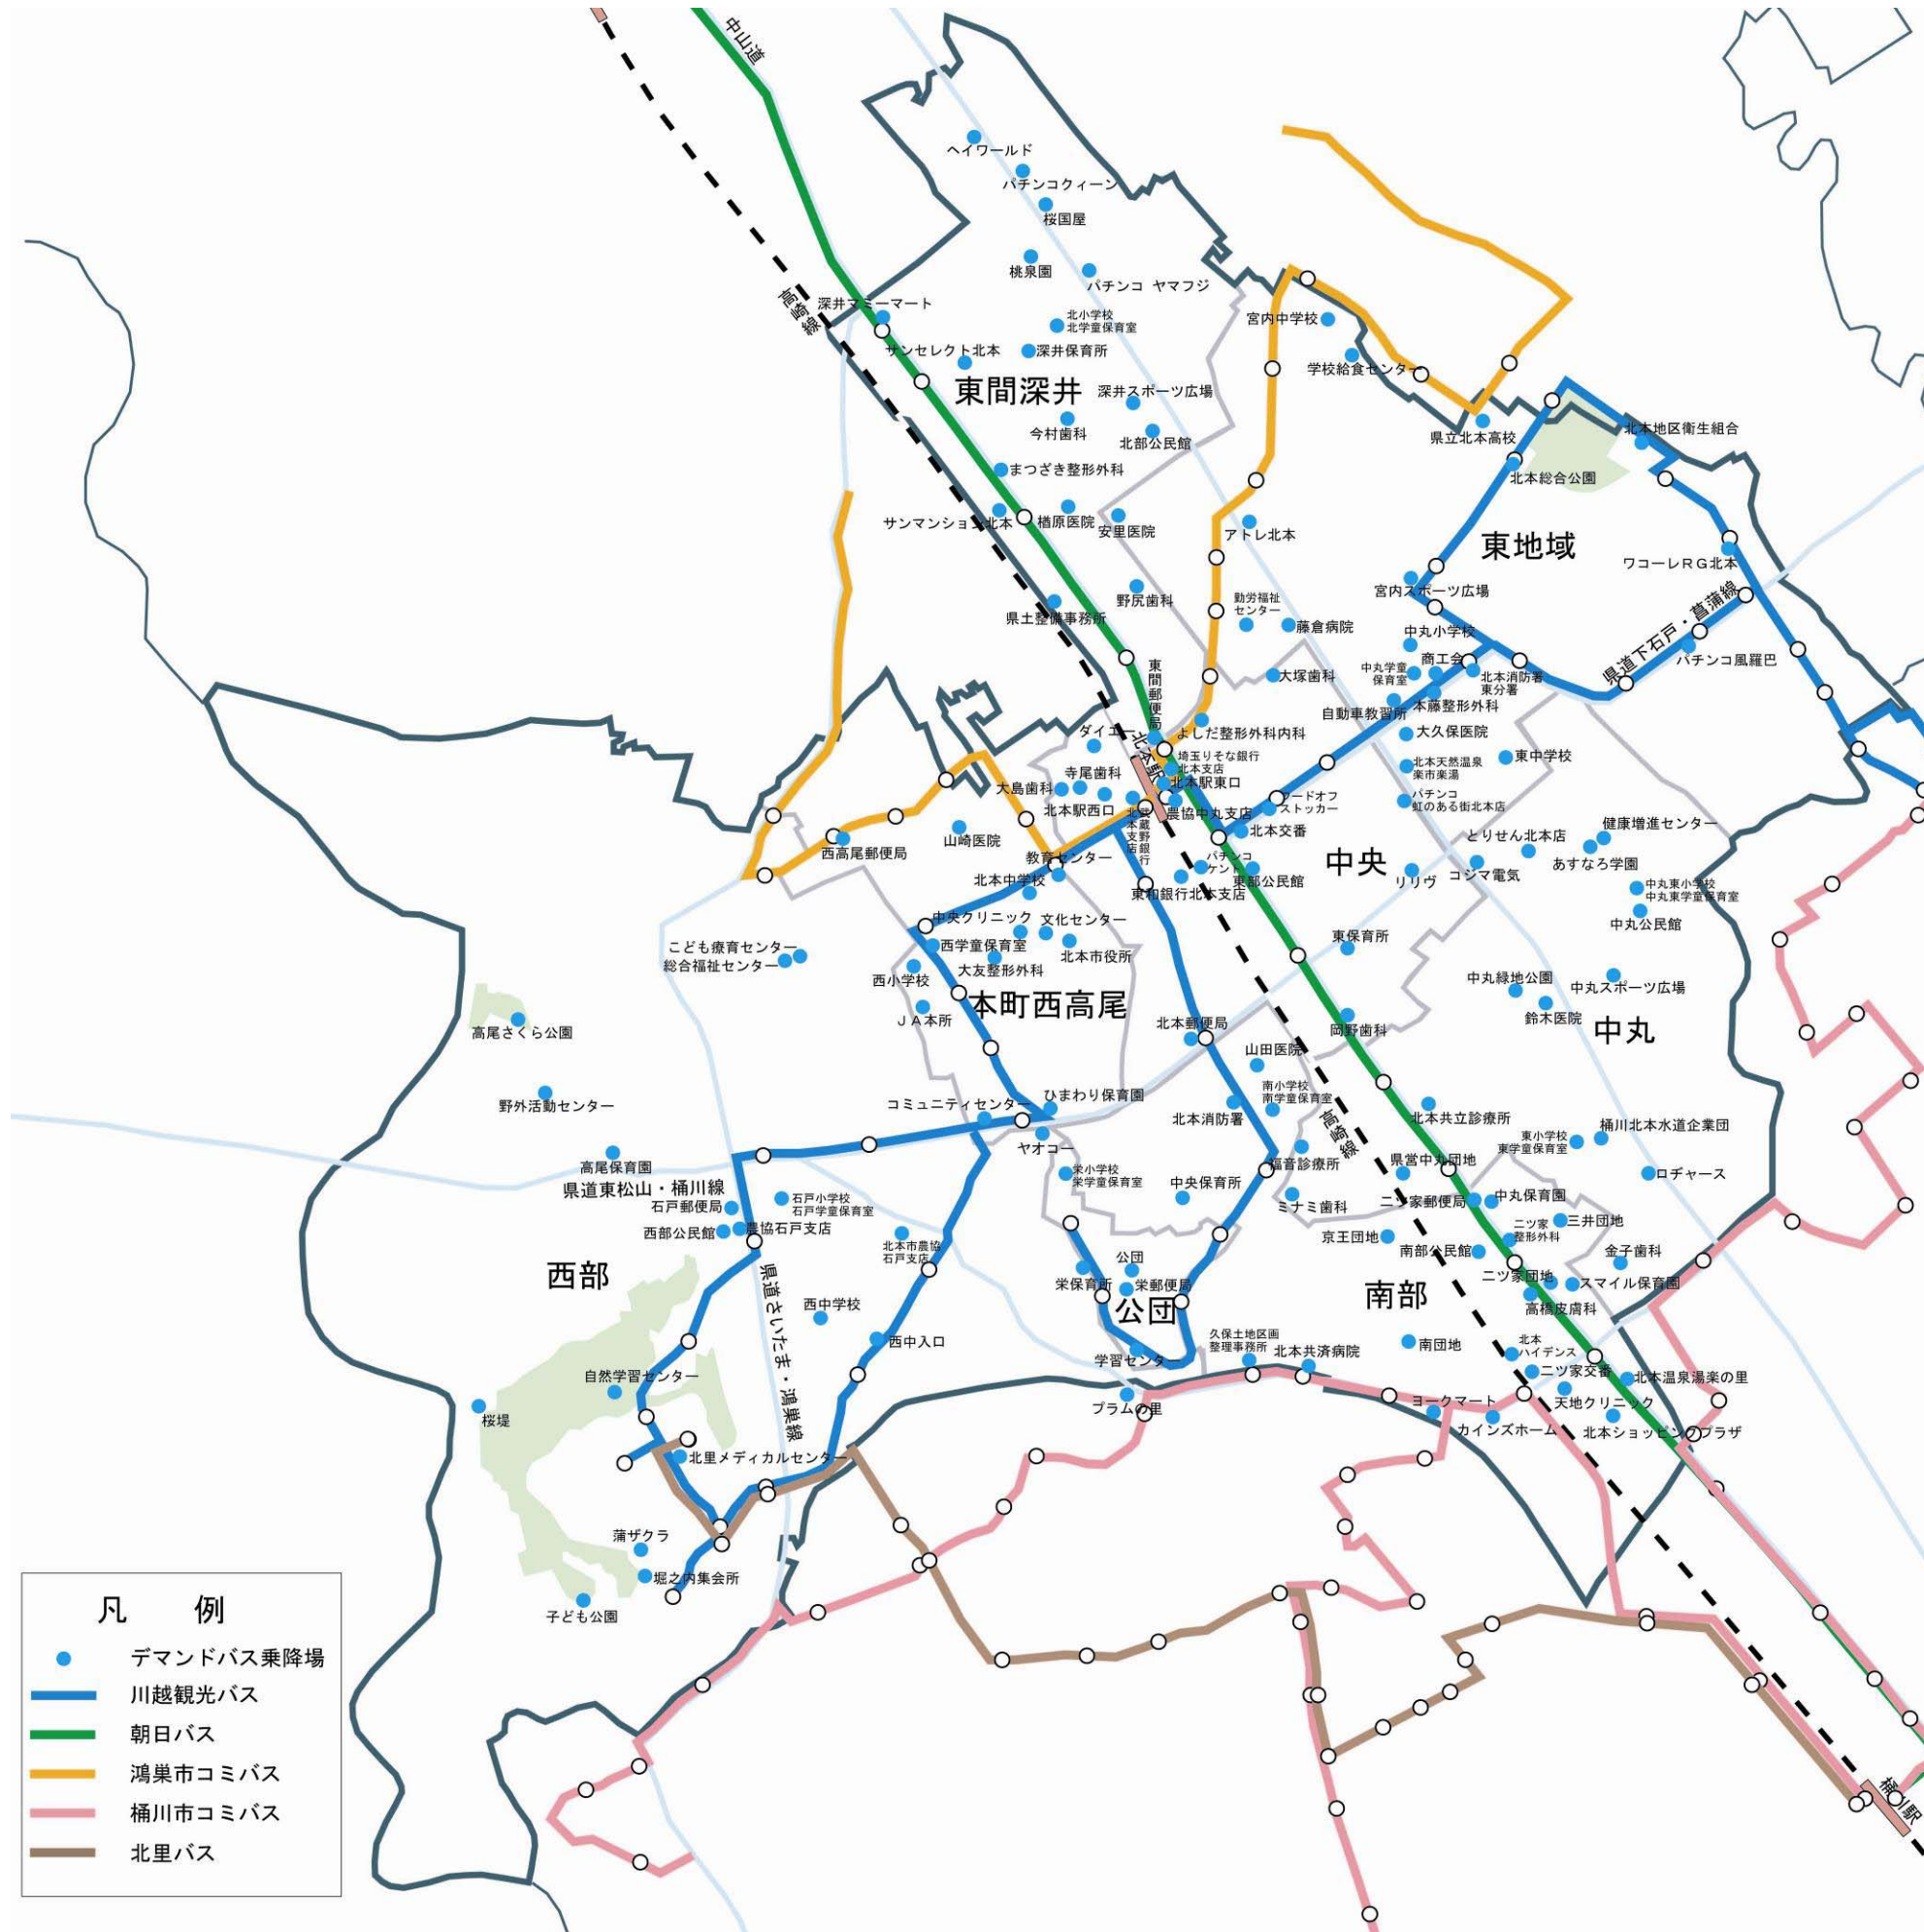 中山道
ヘイワールド
パチンコクィーン
桜国屋
桃泉園
パチンコ ヤマフジ
高崎線
深井マミーマート
北小学校
北学童保育室
宮内中学校
サンセレクト北本
深井保育所
学校給食センター
東間深井
深井スポーツ広場
今村歯科
北部公民館
県立北本高校
北本地区衛生組合
まつざき整形外科
北本総合公園
サンマンション北本
楢原医院
安里医院
アトレ北本
東地域
ワコーレRG北本
野尻歯科
宮内スポーツ広場
勤労福祉
センター
県土整備事務所
藤倉病院
県道下石戸・菖蒲線
中丸小学校
商工会
パチンコ風羅巴
東間郵便局
大塚歯科
中丸学童
保育室
北本消防署
東分署
本藤整形外科
自動車教習所
ダイエー
よしだ整形外科内科
大久保医院
北本駅
埼玉りそな銀行
北本支店
東中学校
北本天然温泉
楽市楽湯
寺尾歯科
大島歯科
北本駅東口
北本駅西口
農協中丸支店
フードオフ
ストッカー
パチンコ
虹のある街北本店
武蔵野銀行
北本支店
北本交番
とりせん北本店
健康増進センター
西高尾郵便局
山崎医院
教育センター
パチンコ
ケント
中央
あすなろ学園
コジマ電気
リリヴ
北本中学校
東和銀行北本支店
東部公民館
中丸東小学校
中丸東学童保育室
中丸公民館
中央クリニック
文化センター
東保育所
こども療育センター
総合福祉センター
西学童保育室
大友整形外科
北本市役所
西小学校
中丸緑地公園
中丸スポーツ広場
本町西高尾
JA本所
北本郵便局
岡野歯科
鈴木医院
中丸
高尾さくら公園
山田医院
野外活動センター
コミュニティセンター
ひまわり保育園
南小学校
南学童保育室
北本消防署
高崎線
北本共立診療所
桶川北本水道企業団
東小学校
東学童保育室
ヤオコー
高尾保育園
福音診療所
県営中丸団地
ロヂャース
県道東松山・桶川線
栄小学校
栄学童保育室
中央保育所
石戸郵便局
石戸小学校
石戸学童保育室
ミナミ歯科
二ツ家郵便局
中丸保育園
西部公民館
農協石戸支店
三井団地
京王団地
二ツ家
整形外科
北本市農協
石戸支店
南部公民館
金子歯科
西部
公団
栄保育所
栄郵便局
南部
二ツ家団地
スマイル保育園
県道さいたま・鴻巣線
西中学校
公団
高橋皮膚科
西中入口
学習センター
久保土地区画
整理事務所
北本共済病院
南団地
北本
ハイデンス
自然学習センター
二ツ家交番
北本温泉湯楽の里
桜堤
プラムの里
ヨークマート
天地クリニック
カインズホーム
北本ショッピングプラザ
北里メディカルセンター
蒲ザクラ
堀之内集会所
子ども公園
桶川駅
凡 例
デマンドバス乗降場
川越観光バス
朝日バス
鴻巣市コミバス
桶川市コミバス
北里バス